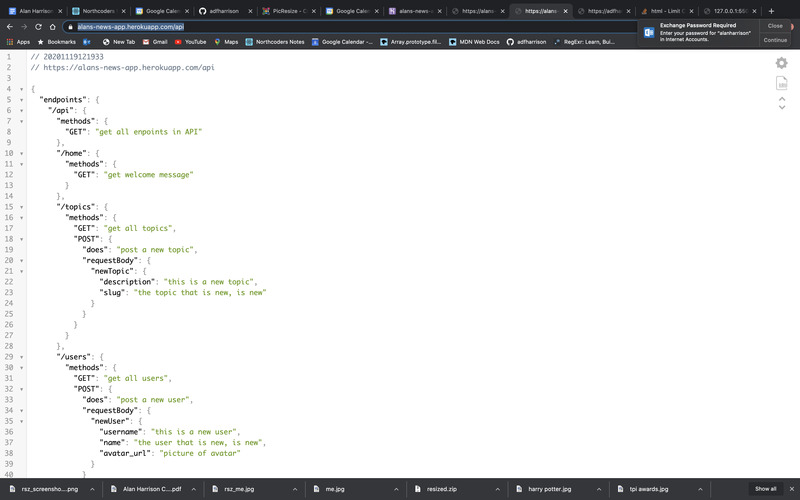 Alan Harrison
Northcoders
Google Calen
adfharrison
PicResize - C
Google Calen
alans-news-
https://alans
https://alans
https://adfha
html - Limit C
127.0.0.1:55
alans-news-app.herokuapp.com/api
Exchange Password Required
Enter your password for "alanharrison"
in Internet Accounts.
Close
Continue
Apps
Bookmarks
New Tab
Gmail
YouTube
Maps
Northcoders Notes
Google Calendar -...
Array.prototype.fil...
MDN Web Docs
adfharrison
RegExr: Learn, Bui...
1 // 20201119121933
2 // https://alans-news-app.herokuapp.com/api
3
4 {
5 "endpoints": {
6 "/api": {
7 "methods": {
8 "GET": "get all enpoints in API"
9 },
10 "/home": {
11 "methods": {
12 "GET": "get welcome message"
13 }
14 },
15 "/topics": {
16 "methods": {
17 "GET": "get all topics",
18 "POST": {
19 "does": "post a new topic",
20 "requestBody": {
21 "newTopic": {
22 "description": "this is a new topic",
23 "slug": "the topic that is new, is new"
24 }
25 }
26 }
27 }
28 },
29 "/users": {
30 "methods": {
31 "GET": "get all users",
32 "POST": {
33 "does": "post a new user",
34 "requestBody": {
35 "newUser": {
36 "username": "this is a new user",
37 "name": "the user that is new, is new",
38 "avatar_url": "picture of avatar"
39 }
40 }
rsz_screensho....png
Alan Harrison C....pdf
rsz_me.jpg
me.jpg
resized.zip
harry potter.jpg
tpi awards.jpg
Show all